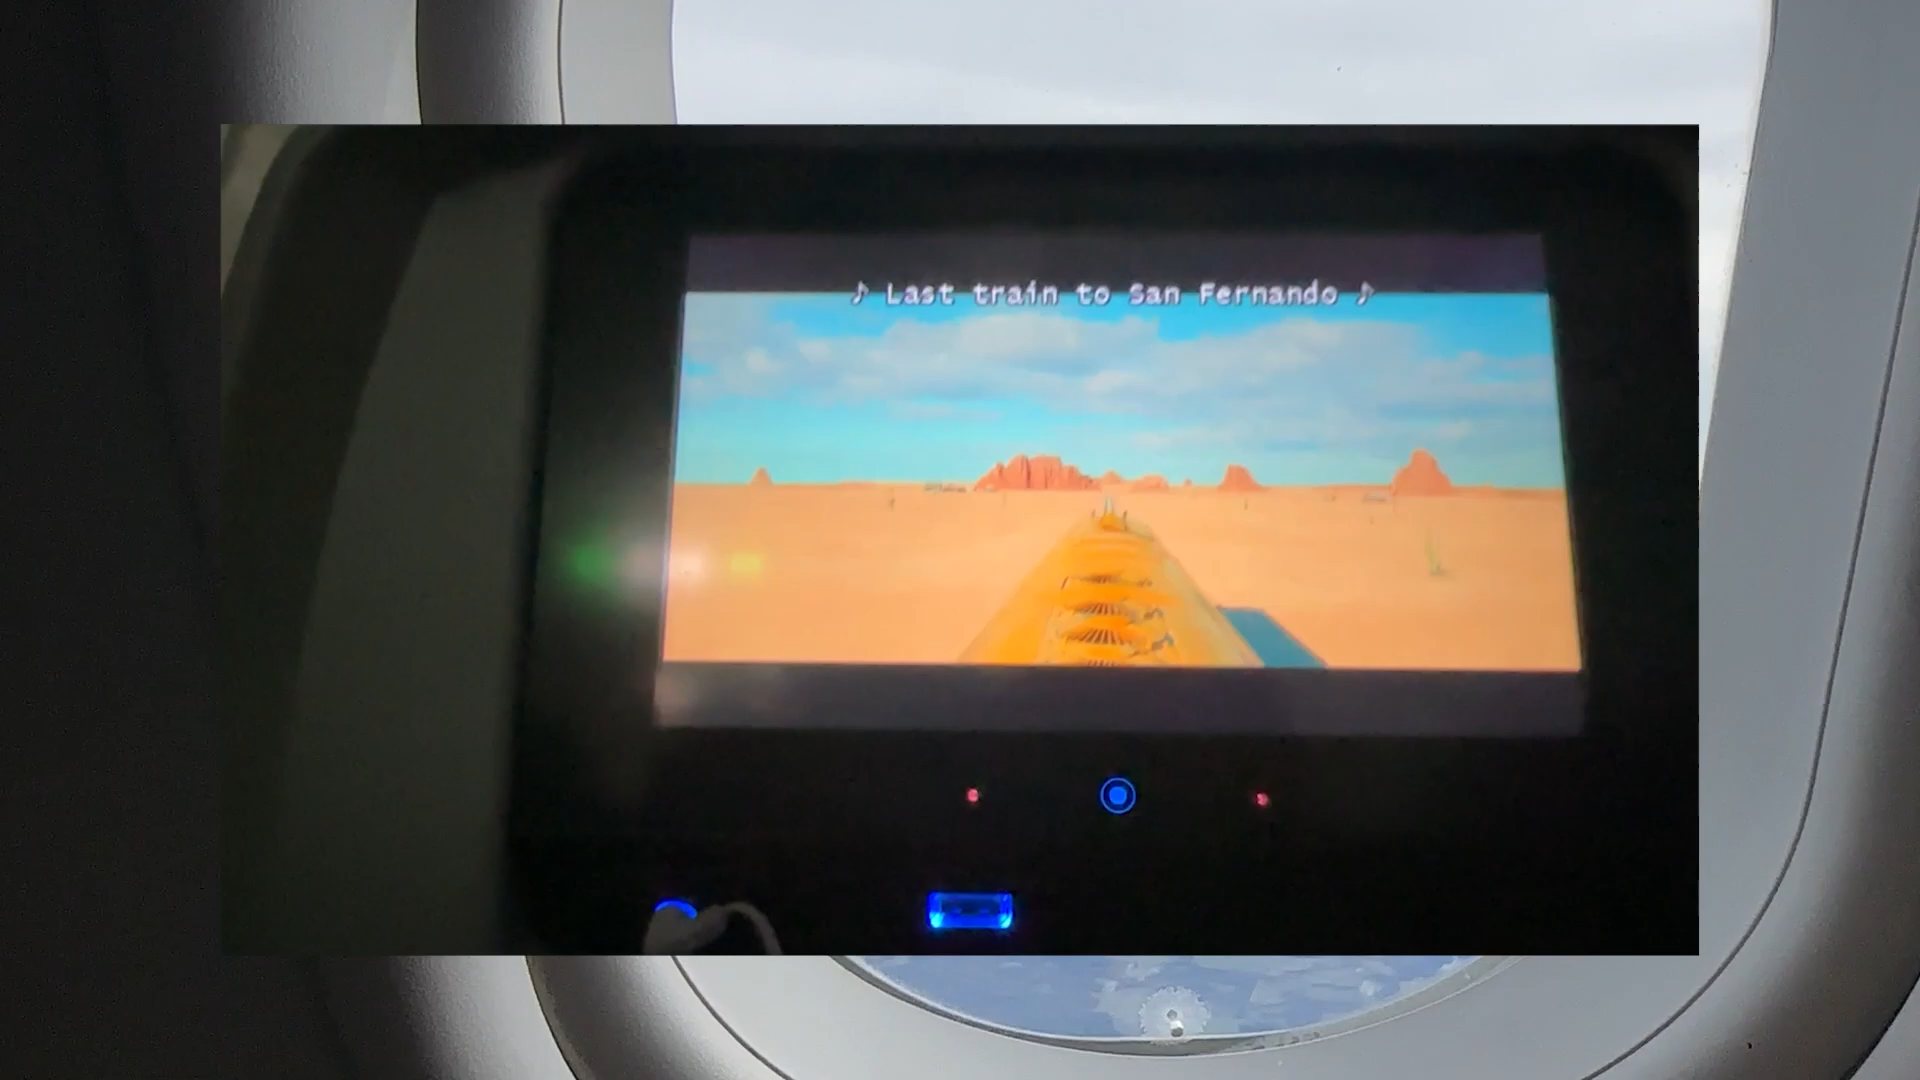 ♪ Last train to San Fernando ♪